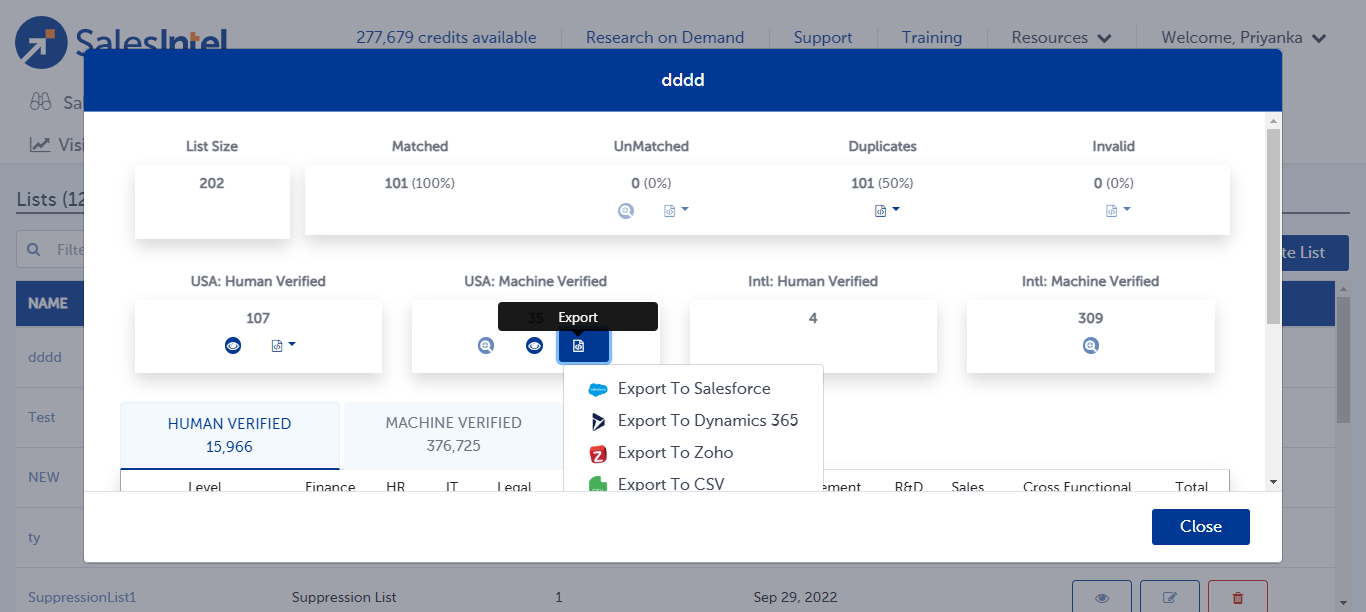 SalesIntel
277,679 credits available
Research on Demand
Support
Training
Resources
Welcome, Priyanka
dddd
Sa
Visi
List Size
Matched
UnMatched
Duplicates
Invalid
202
101 (100%)
0 (0%)
101 (50%)
0 (0%)
Lists (12
Filte
te List
NAME
USA: Human Verified
USA: Machine Verified
Intl: Human Verified
Intl: Machine Verified
107
35
Export
4
309
dddd
Export To Salesforce
Export To Dynamics 365
Export To Zoho
Export To CSV
HUMAN VERIFIED
15,966
MACHINE VERIFIED
376,725
Test
NEW
Level
Finance
HR
IT
Legal
ement
R&D
Sales
Cross Functional
Total
Close
ty
SuppressionList1
Suppression List
1
Sep 29, 2022